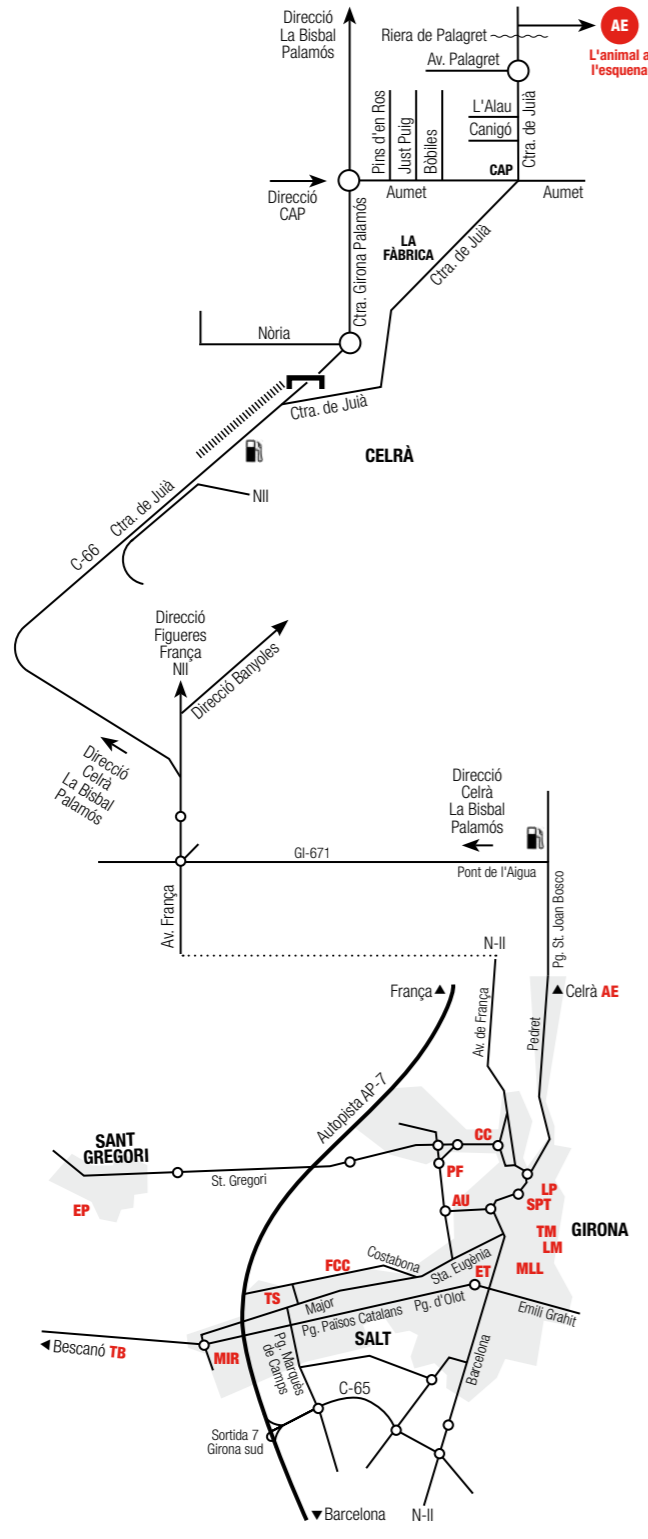 Direcció
La Bisbal
Palamós
Riera de Palagret
AE
L'animal a
l'esquena
Av. Palagret
Pins d'en Ros
Just Puig
Bòbiles
L'Alau
Canigó
Ctra. de Juià
CAP
Direcció
CAP
Aumet
Aumet
Ctra. Girona Palamós
LA
FÀBRICA
Ctra. de Juià
Nòria
Ctra. de Juià
CELRÀ
NII
C-66
Ctra. de Juià
Direcció
Figueres
França
NII
Direcció Banyoles
Direcció
Celrà
La Bisbal
Palamós
Direcció
Celrà
La Bisbal
Palamós
GI-671
Pont de l'Aigua
Av. França
Pg. St. Joan Bosco
N-II
França
Av. de França
Celrà AE
Pedret
Autopista AP-7
SANT
GREGORI
St. Gregori
EP
CC
PF
AU
LP
SPT
TM
LM
GIRONA
MLL
FCC
Costabona
Sta. Eugènia
ET
TS
Major
Pg. Països Catalans
Pg. d'Olot
Emili Grahit
Bescanó TB
MIR
SALT
Pg. Marquès
de Camps
Barcelona
C-65
Sortida 7
Girona sud
Barcelona
N-II